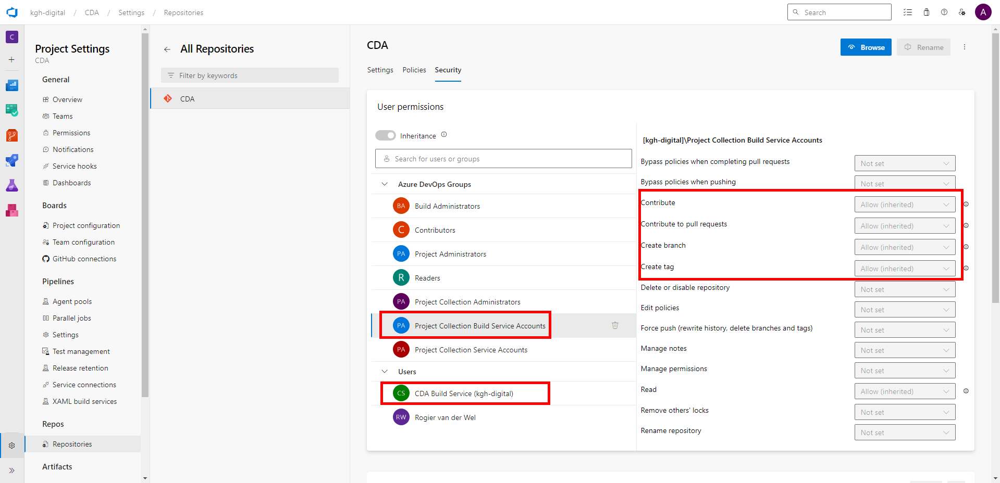 kgh-digital / CDA / Settings / Repositories
Search
A
C
Project Settings
CDA
General
Overview
Teams
Permissions
Notifications
Service hooks
Dashboards
Boards
Project configuration
Team configuration
GitHub connections
Pipelines
Agent pools
Parallel jobs
Settings
Test management
Release retention
Service connections
XAML build services
Repos
Repositories
Artifacts
All Repositories
Filter by keywords
CDA
CDA
Browse
Rename
Settings Policies Security
User permissions
Inheritance
Search for users or groups
Azure DevOps Groups
BA Build Administrators
C Contributors
PA Project Administrators
R Readers
PA Project Collection Administrators
PA Project Collection Build Service Accounts
PA Project Collection Service Accounts
Users
CS CDA Build Service (kgh-digital)
RW Rogier van der Wel
[kgh-digital]\Project Collection Build Service Accounts
Bypass policies when completing pull requests Not set
Bypass policies when pushing Not set
Contribute Allow (inherited)
Contribute to pull requests Allow (inherited)
Create branch Allow (inherited)
Create tag Allow (inherited)
Delete or disable repository Not set
Edit policies Not set
Force push (rewrite history, delete branches and tags) Not set
Manage notes Not set
Manage permissions Not set
Read Allow (inherited)
Remove others' locks Not set
Rename repository Not set